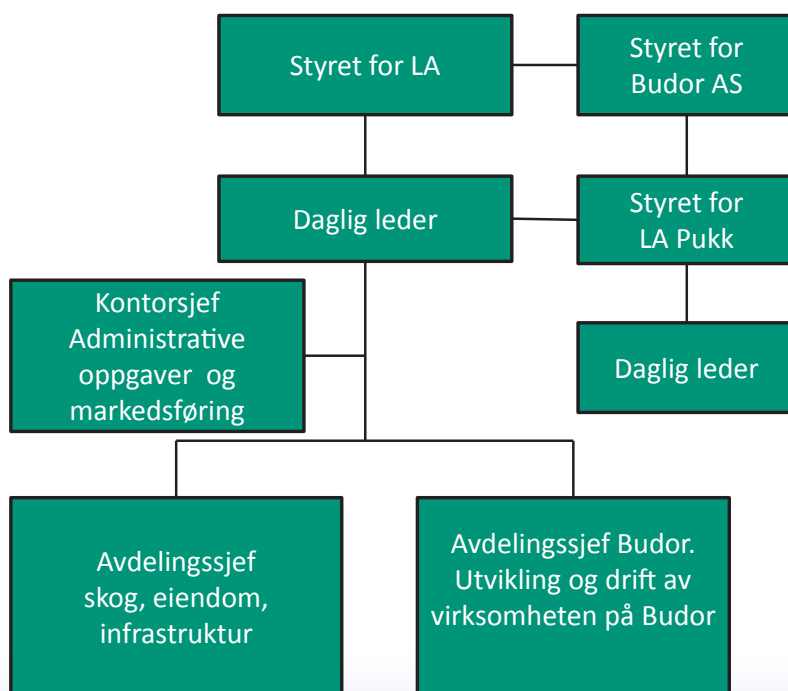 Styret for LA
Styret for
Budor AS
Daglig leder
Styret for
LA Pukk
Kontorsjef
Administrative
oppgaver og
markedsføring
Daglig leder
Avdelingssjef
skog, eiendom,
infrastruktur
Avdelingssjef Budor.
Utvikling og drift av
virksomheten på Budor